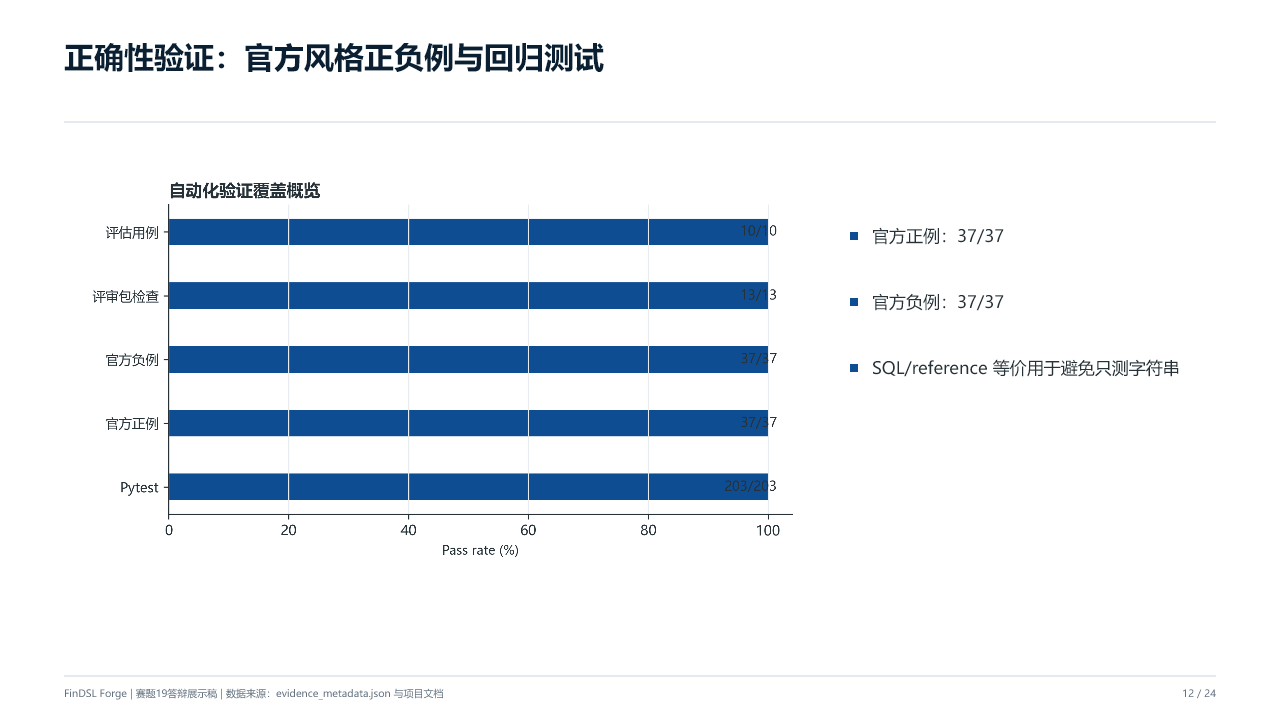 正确性验证：官方风格正负例与回归测试
自动化验证覆盖概览
评估用例
10/10
评审包检查
13/13
官方负例
37/37
官方正例
37/37
Pytest
203/203
0 20 40 60 80 100
Pass rate (%)
官方正例：37/37
官方负例：37/37
SQL/reference 等价用于避免只测字符串
FinDSL Forge | 赛题19答辩展示稿 | 数据来源：evidence_metadata.json 与项目文档
12 / 24